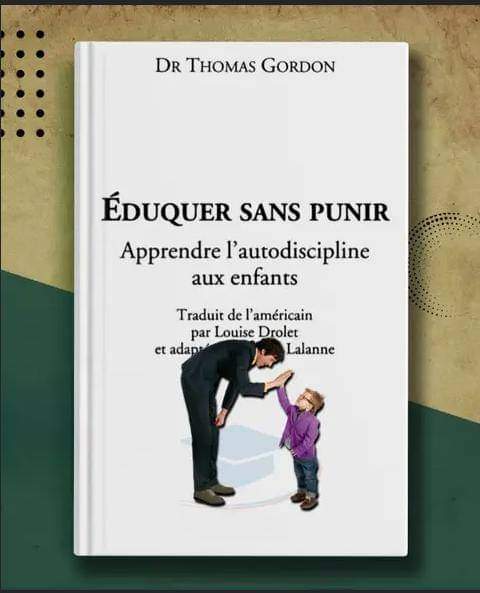 DR THOMAS GORDON
ÉDUQUER SANS PUNIR
Apprendre l'autodiscipline
aux enfants
Traduit de l'américain
par Louise Drolet
et Lalanne